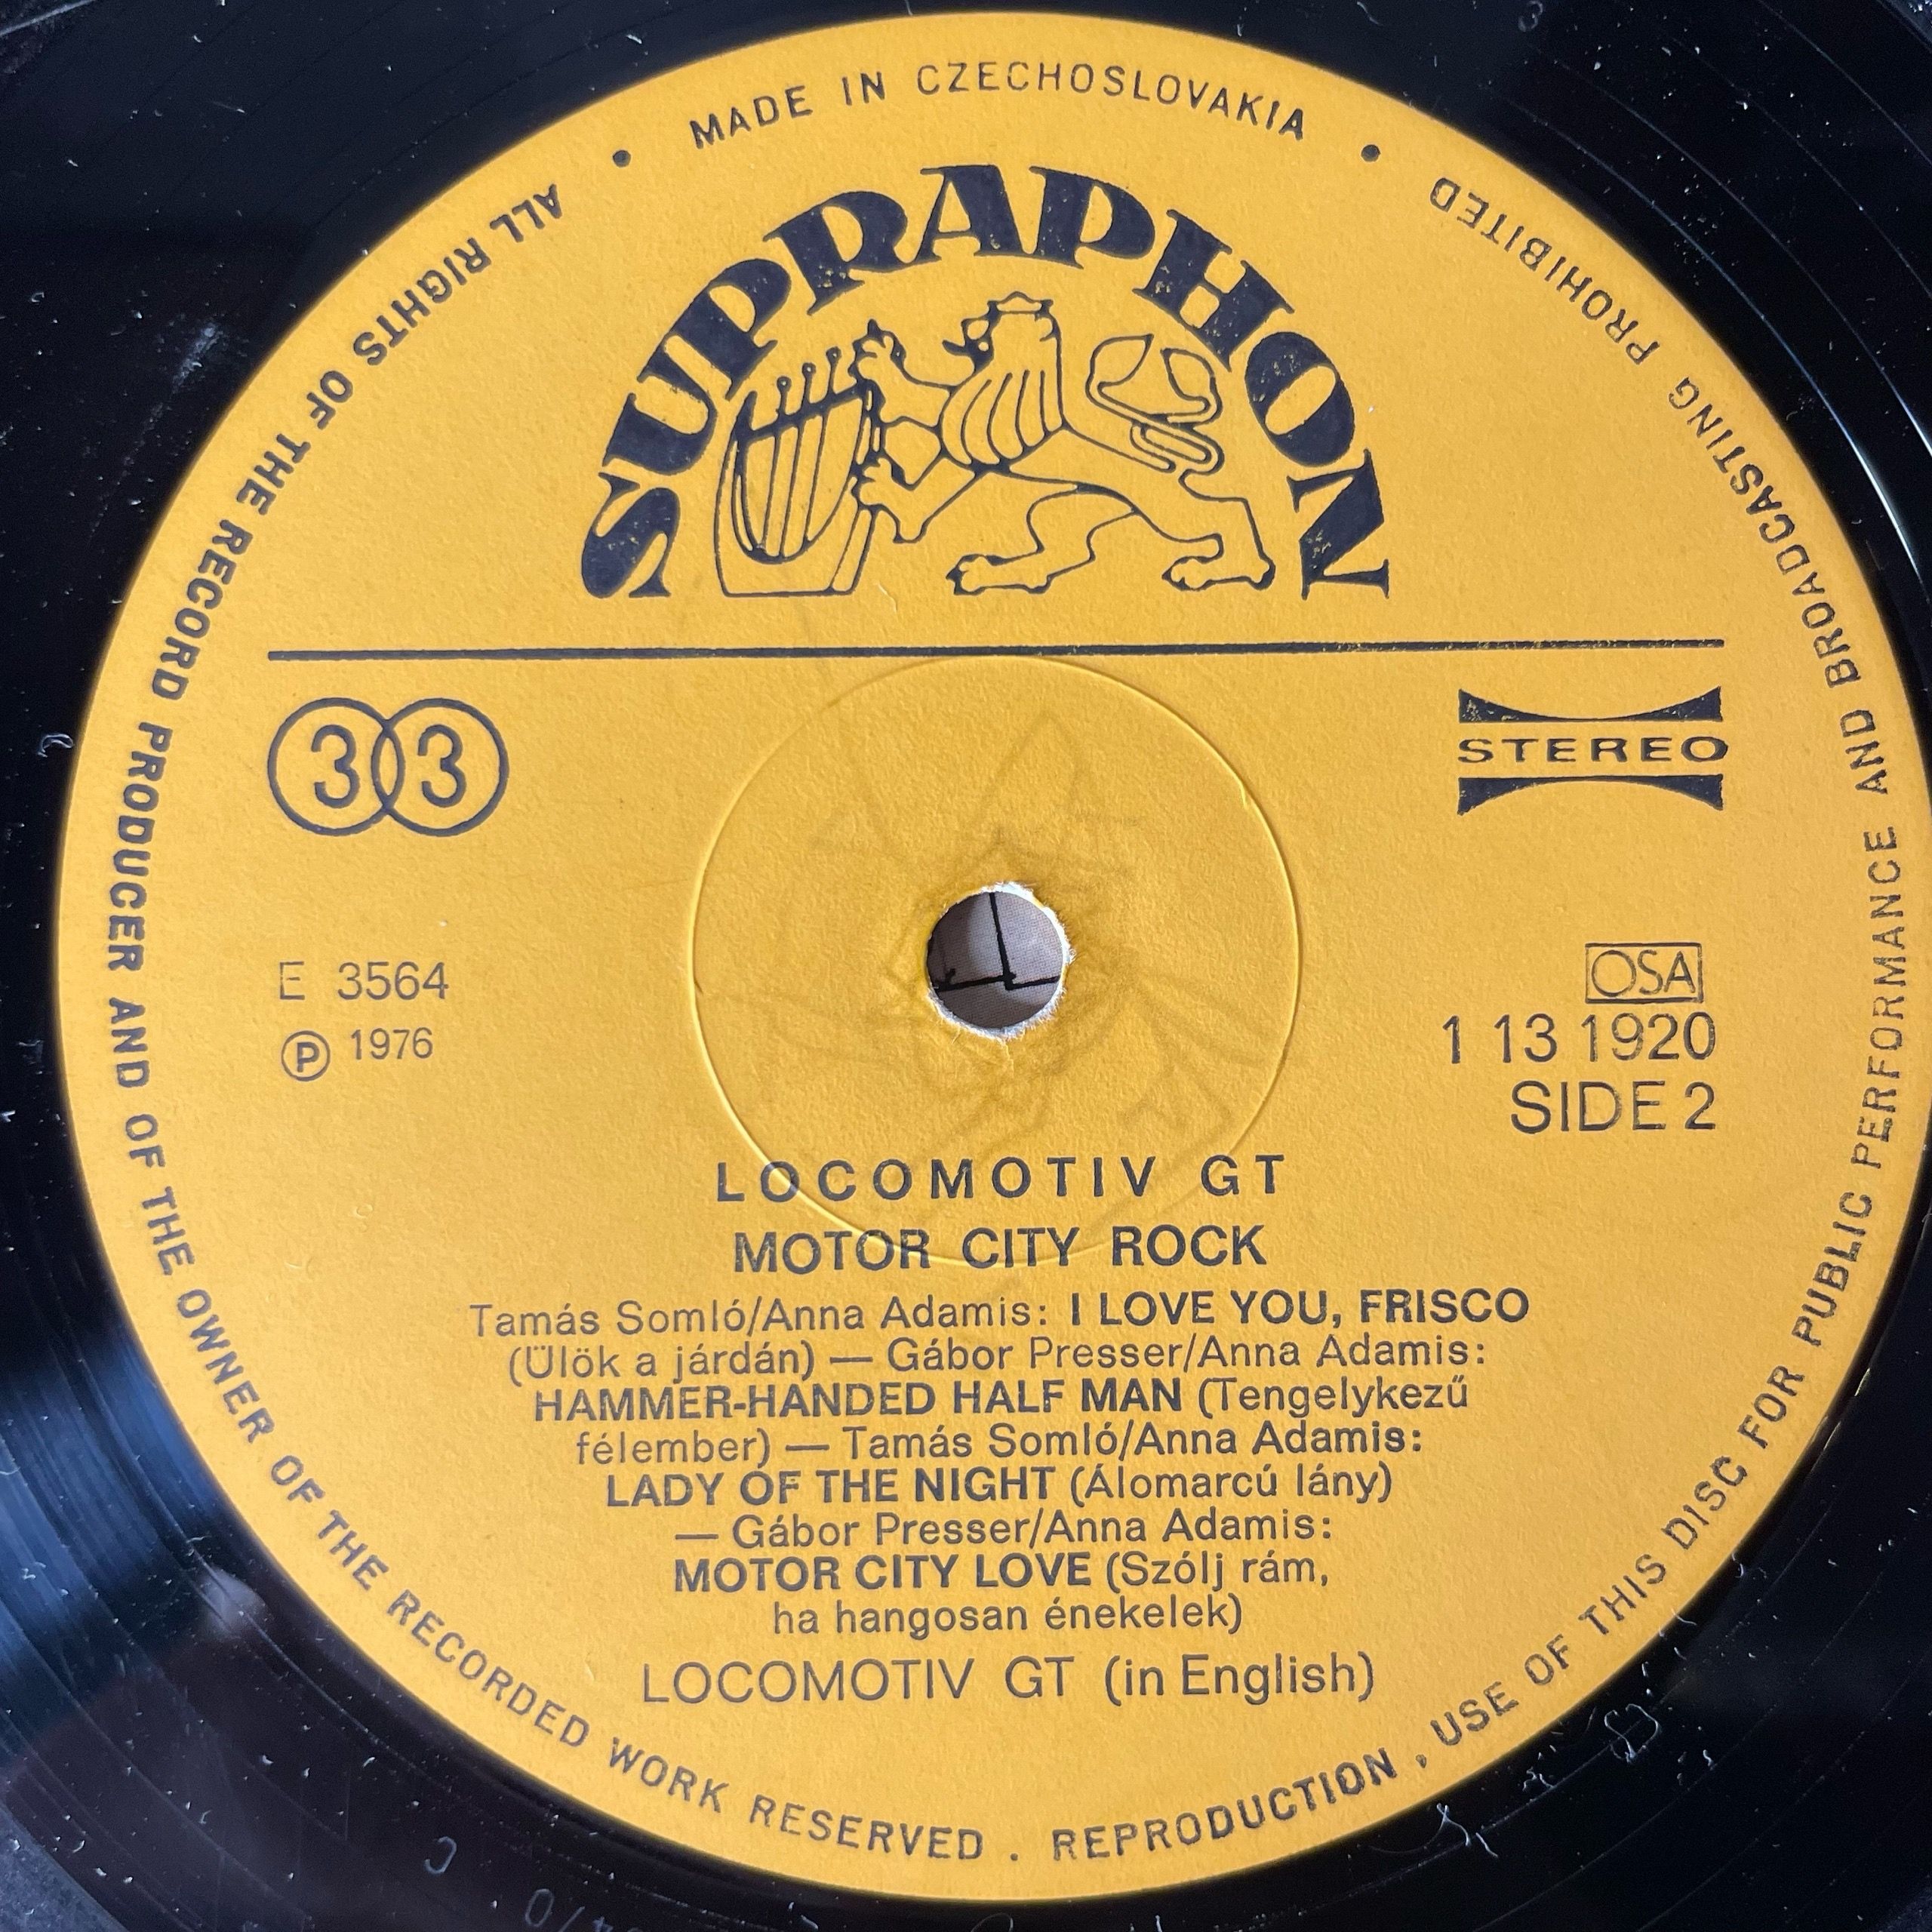 MADE IN CZECHOSLOVAKIA
SUPRAPHON
33
STEREO
E 3564
Ⓟ 1976
OSA
1 13 1920
SIDE 2
LOCOMOTIV GT
MOTOR CITY ROCK
Tamás Somló/Anna Adamis: I LOVE YOU, FRISCO
(Ülök a járdán) — Gábor Presser/Anna Adamis:
HAMMER-HANDED HALF MAN (Tengelykezű
félember) — Tamás Somló/Anna Adamis:
LADY OF THE NIGHT (Álomarcú lány)
— Gábor Presser/Anna Adamis:
MOTOR CITY LOVE (Szólj rám,
ha hangosan énekelek)
LOCOMOTIV GT (in English)
ALL RIGHTS OF THE RECORD PRODUCER AND OF THE OWNER OF THE RECORDED WORK RESERVED . REPRODUCTION , USE OF THIS DISC FOR PUBLIC PERFORMANCE AND BROADCASTING PROHIBITED